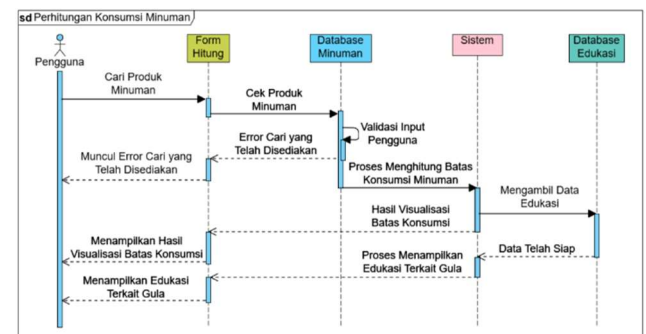 sd Perhitungan Konsumsi Minuman
Pengguna
Form
Hitung
Database
Minuman
Sistem
Database
Edukasi
Cari Produk
Minuman
Cek Produk
Minuman
Validasi Input
Pengguna
Error Cari yang
Telah Disediakan
Muncul Error Cari yang
Telah Disediakan
Proses Menghitung Batas
Konsumsi Minuman
Mengambil Data
Edukasi
Hasil Visualisasi
Batas Konsumsi
Menampilkan Hasil
Visualisasi Batas Konsumsi
Data Telah Siap
Proses Menampilkan
Edukasi Terkait Gula
Menampilkan Edukasi
Terkait Gula